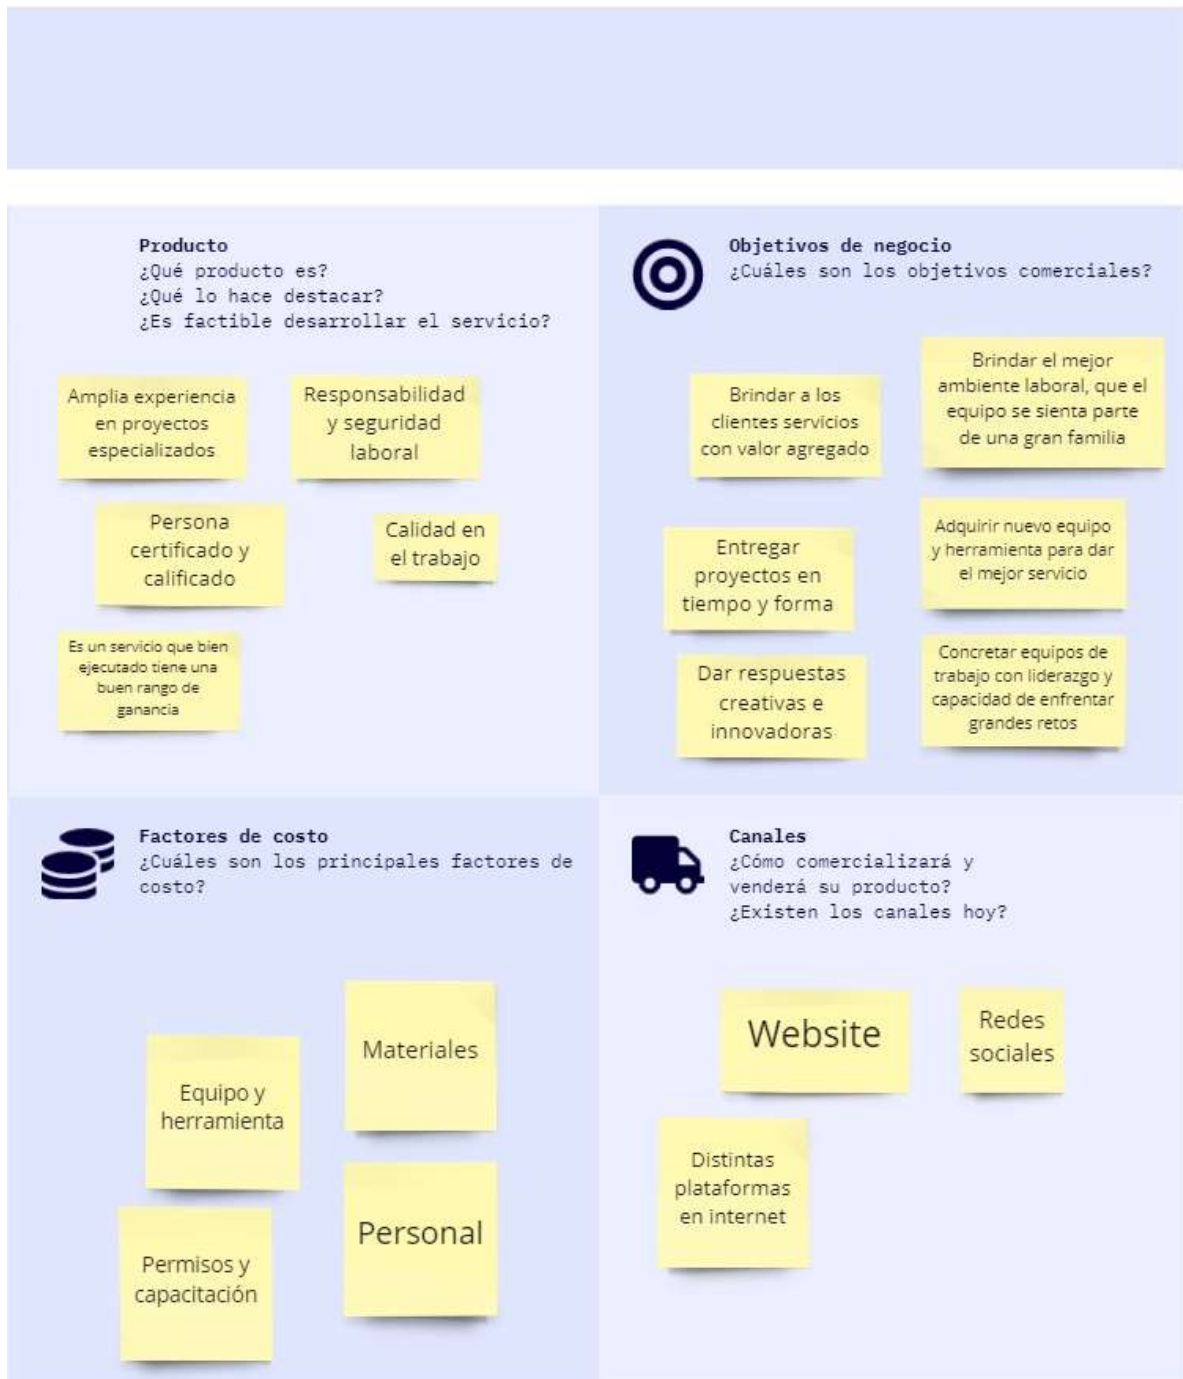 Producto
¿Qué producto es?
¿Qué lo hace destacar?
¿Es factible desarrollar el servicio?
Amplia experiencia
en proyectos
especializados
Responsabilidad
y seguridad
laboral
Persona
certificado y
calificado
Calidad en
el trabajo
Es un servicio que bien
ejecutado tiene una
buen rango de
ganancia
Objetivos de negocio
¿Cuáles son los objetivos comerciales?
Brindar a los
clientes servicios
con valor agregado
Brindar el mejor
ambiente laboral, que el
equipo se sienta parte
de una gran familia
Entregar
proyectos en
tiempo y forma
Adquirir nuevo equipo
y herramienta para dar
el mejor servicio
Dar respuestas
creativas e
innovadoras
Concretar equipos de
trabajo con liderazgo y
capacidad de enfrentar
grandes retos
Factores de costo
¿Cuáles son los principales factores de
costo?
Materiales
Equipo y
herramienta
Personal
Permisos y
capacitación
Canales
¿Cómo comercializará y
venderá su producto?
¿Existen los canales hoy?
Website
Redes
sociales
Distintas
plataformas
en internet